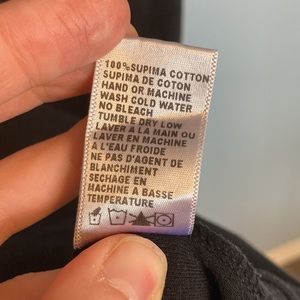 100%SUPIMA COTTON
SUPIMA DE COTON
HAND OR MACHINE
WASH COLD WATER
NO BLEACH
TUMBLE DRY LOW
LAVER A LA MAIN OU
LAVER EN MACHINE
A L'EAU FROIDE
NE PAS D'AGENT DE
BLANCHIMENT
SECHAGE EN
MACHINE A BASSE
TEMPERATURE